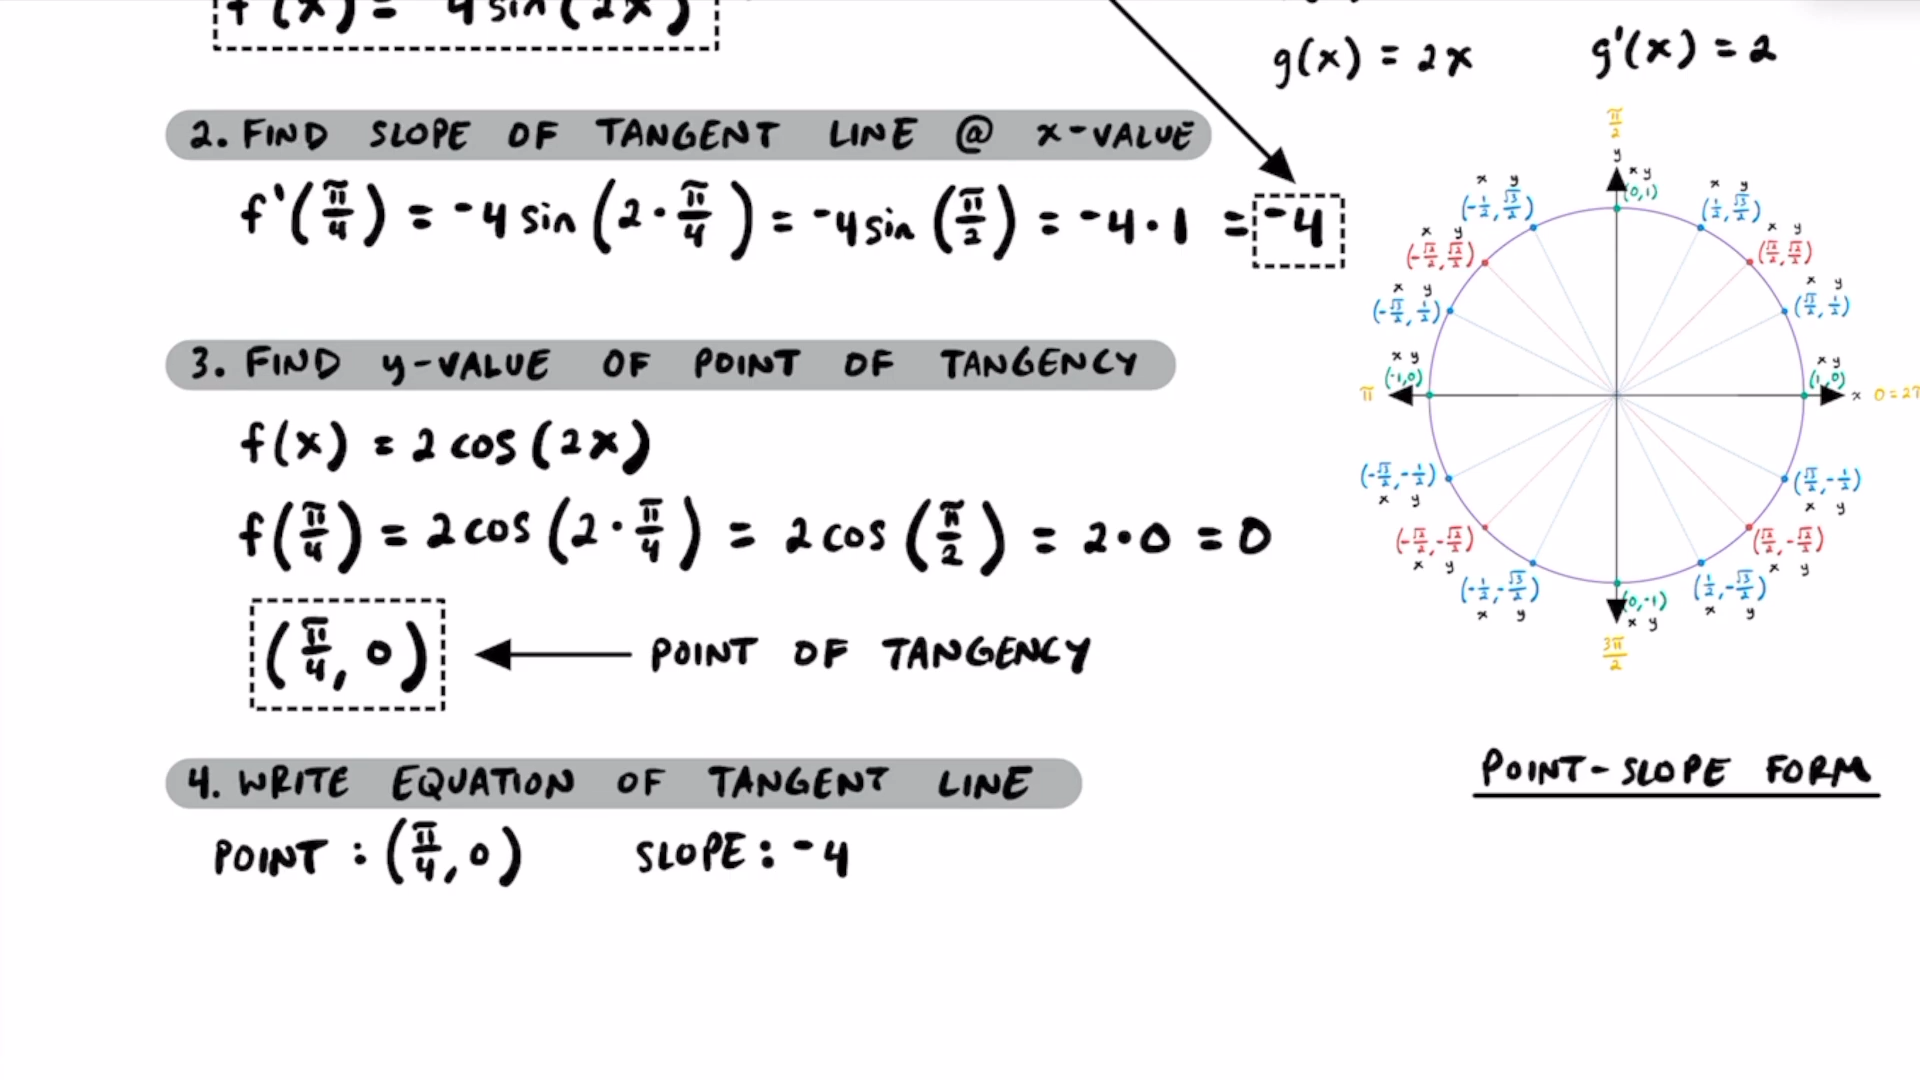 f'(x) = -4 sin(2x)
g(x) = 2x g'(x) = 2
2. FIND SLOPE OF TANGENT LINE @ x-VALUE
f'(π/4) = -4 sin(2·π/4) = -4 sin(π/2) = -4·1 = -4
3. FIND y-VALUE OF POINT OF TANGENCY
f(x) = 2 cos(2x)
f(π/4) = 2 cos(2·π/4) = 2 cos(π/2) = 2·0 = 0
(π/4, 0) POINT OF TANGENCY
4. WRITE EQUATION OF TANGENT LINE
POINT : (π/4, 0) SLOPE : -4
π/2
y
x y
(0,1)
x y
(-1/2, √3/2)
x y
(1/2, √3/2)
x y
(-√2/2, √2/2)
x y
(√2/2, √2/2)
x y
(-√3/2, 1/2)
x y
(√3/2, 1/2)
x y
(-1,0)
π
x y
(1,0)
x
(-√3/2, -1/2)
x y
(√3/2, -1/2)
x y
(-√2/2, -√2/2)
x y
(√2/2, -√2/2)
x y
(-1/2, -√3/2)
x y
(0,-1)
x y
(1/2, -√3/2)
x y
3π/2
POINT-SLOPE FORM